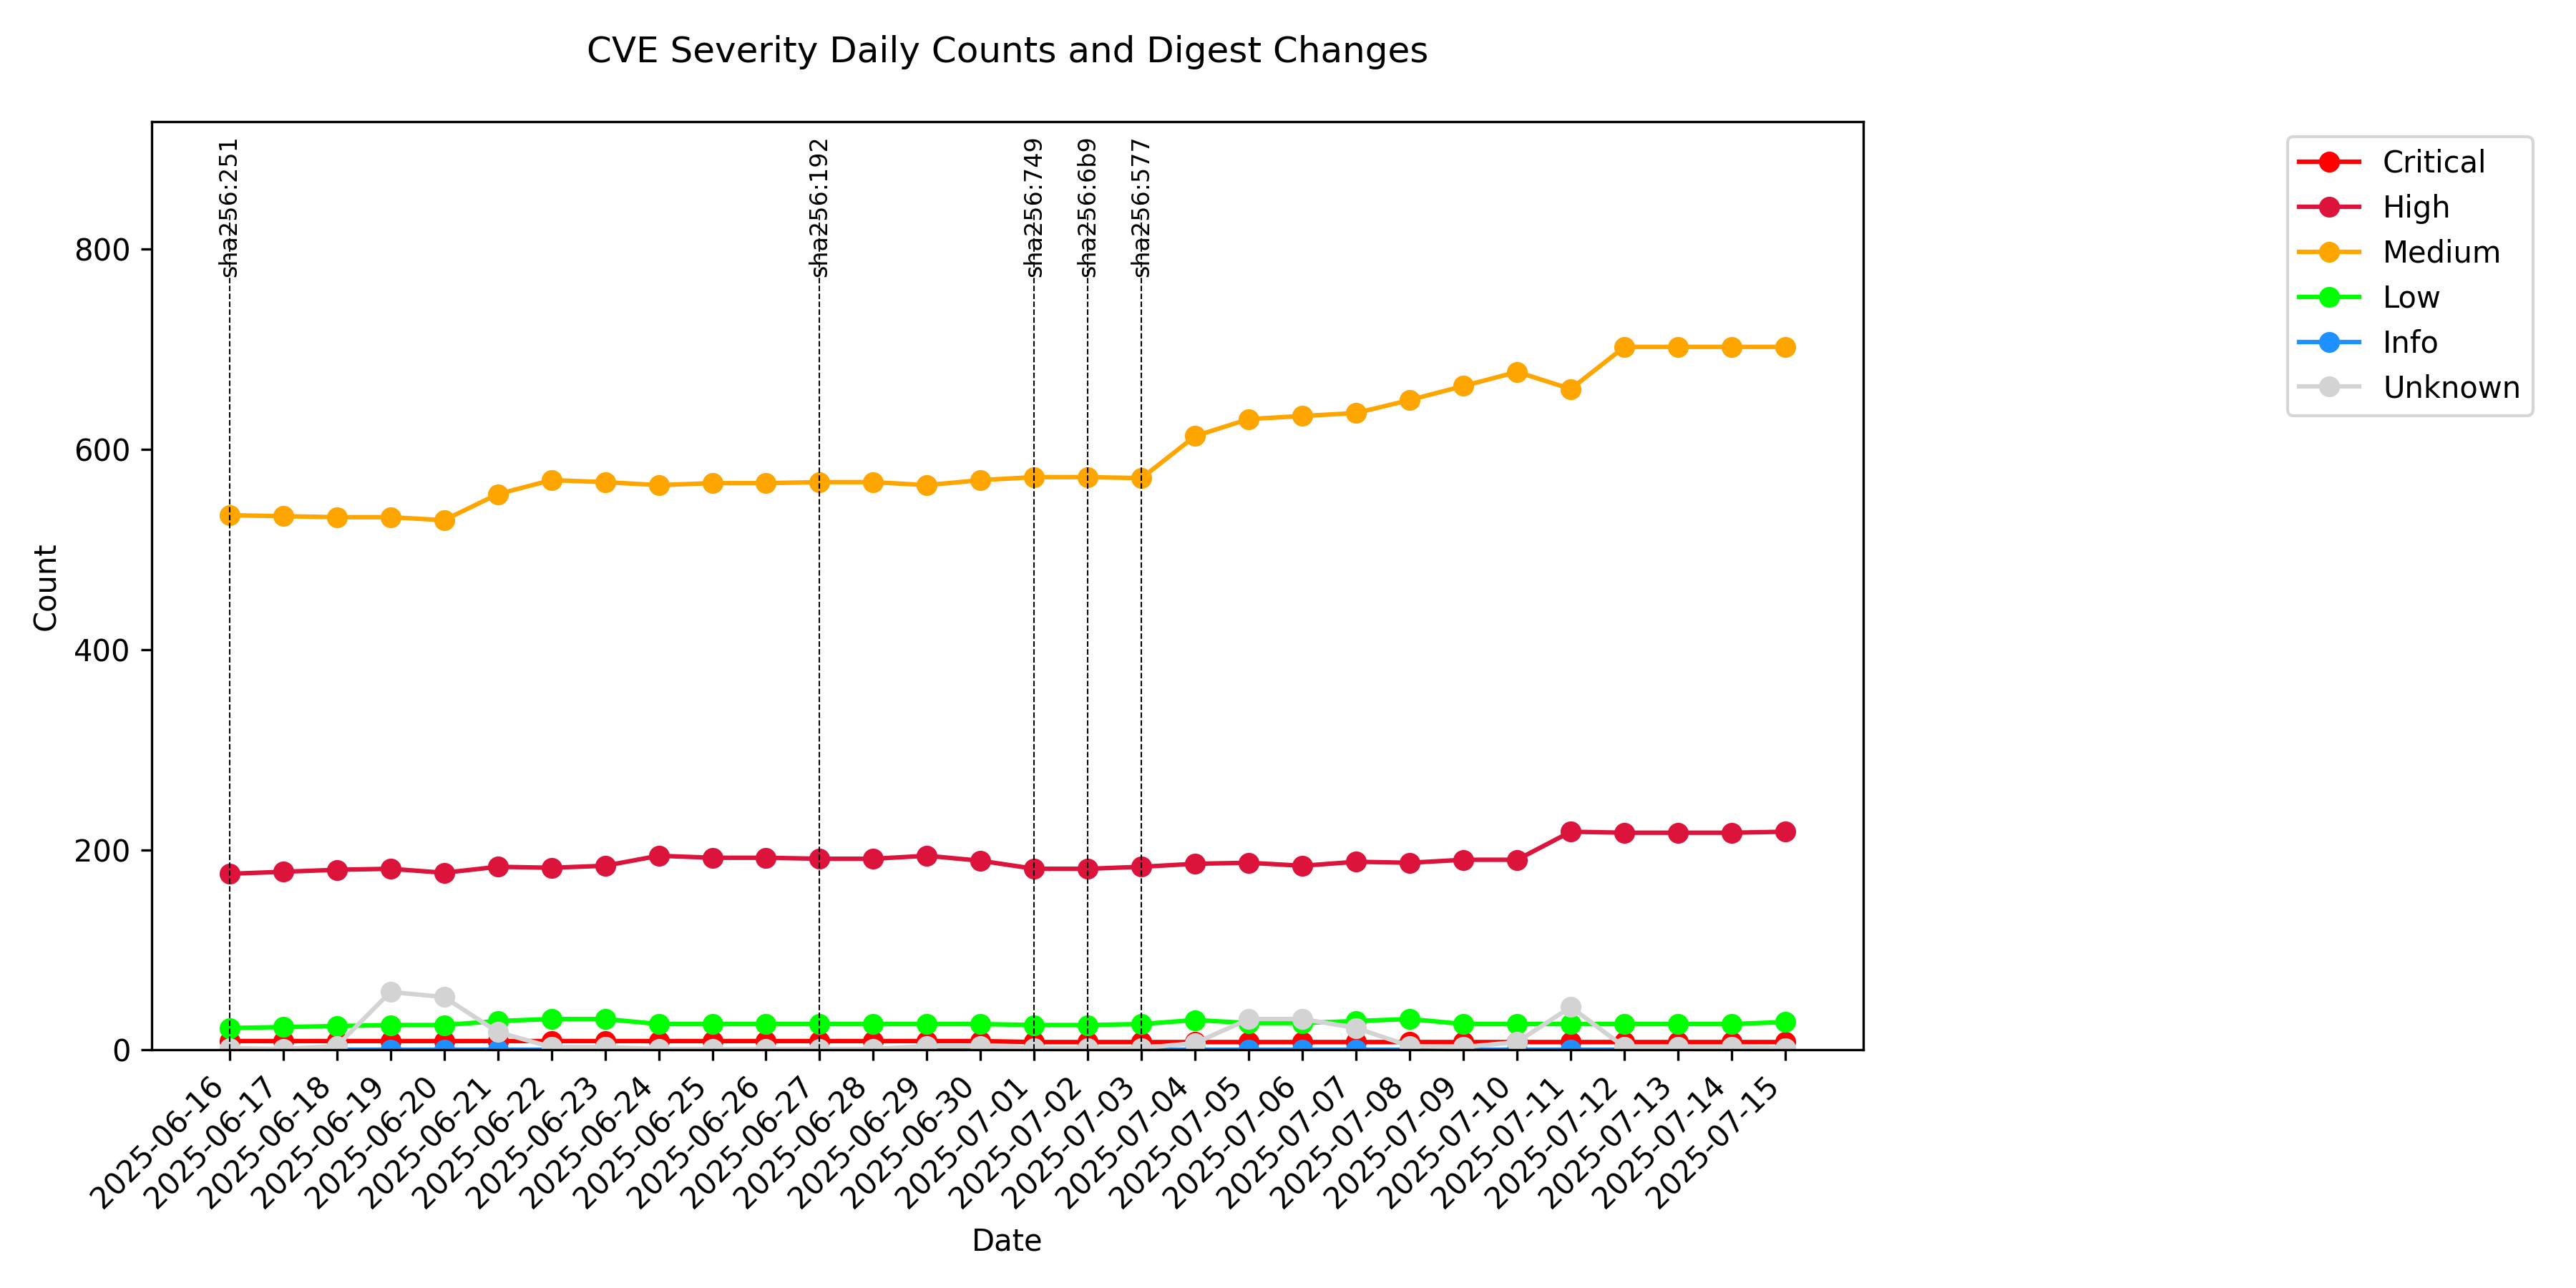 CVE Severity Daily Counts and Digest Changes
sha256:251
sha256:192
sha256:749
sha256:6b9
sha256:577
Critical
High
Medium
Low
Info
Unknown
Count
800
600
400
200
0
2025-06-16
2025-06-17
2025-06-18
2025-06-19
2025-06-20
2025-06-21
2025-06-22
2025-06-23
2025-06-24
2025-06-25
2025-06-26
2025-06-27
2025-06-28
2025-06-29
2025-06-30
2025-07-01
2025-07-02
2025-07-03
2025-07-04
2025-07-05
2025-07-06
2025-07-07
2025-07-08
2025-07-09
2025-07-10
2025-07-11
2025-07-12
2025-07-13
2025-07-14
2025-07-15
Date